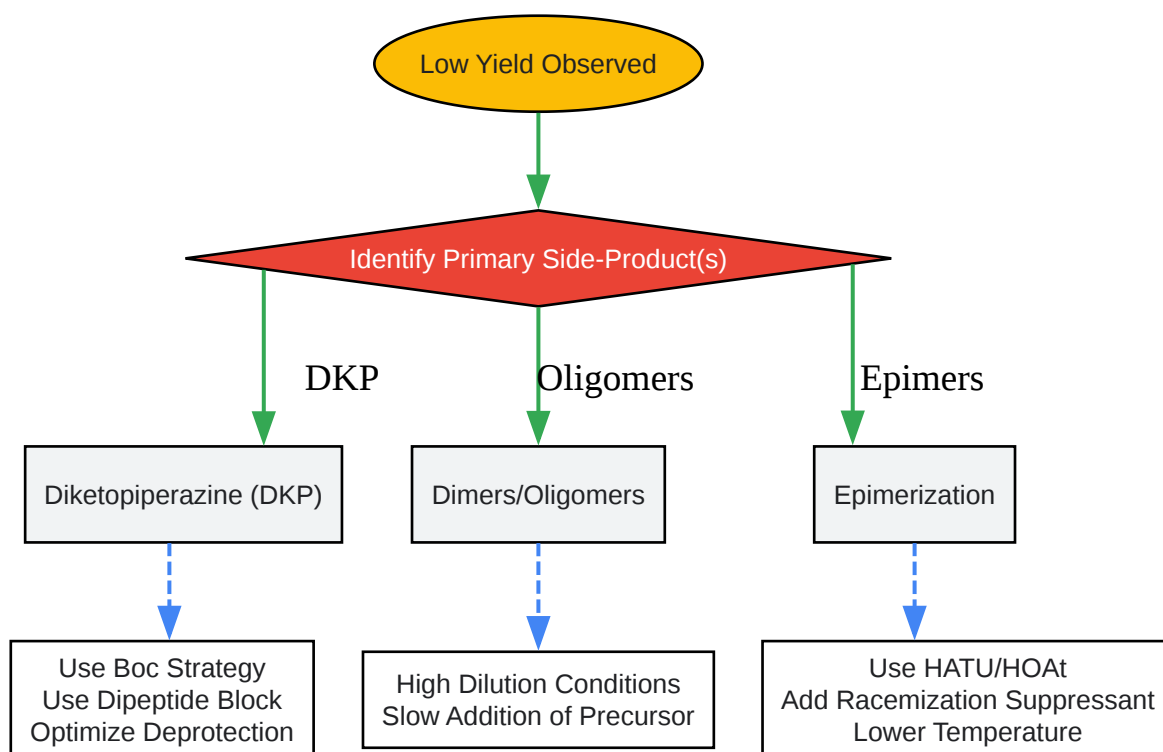 Low Yield Observed
Identify Primary Side-Product(s)
DKP
Oligomers
Epimers
Diketopiperazine (DKP)
Dimers/Oligomers
Epimerization
Use Boc Strategy
Use Dipeptide Block
Optimize Deprotection
High Dilution Conditions
Slow Addition of Precursor
Use HATU/HOAt
Add Racemization Suppressant
Lower Temperature